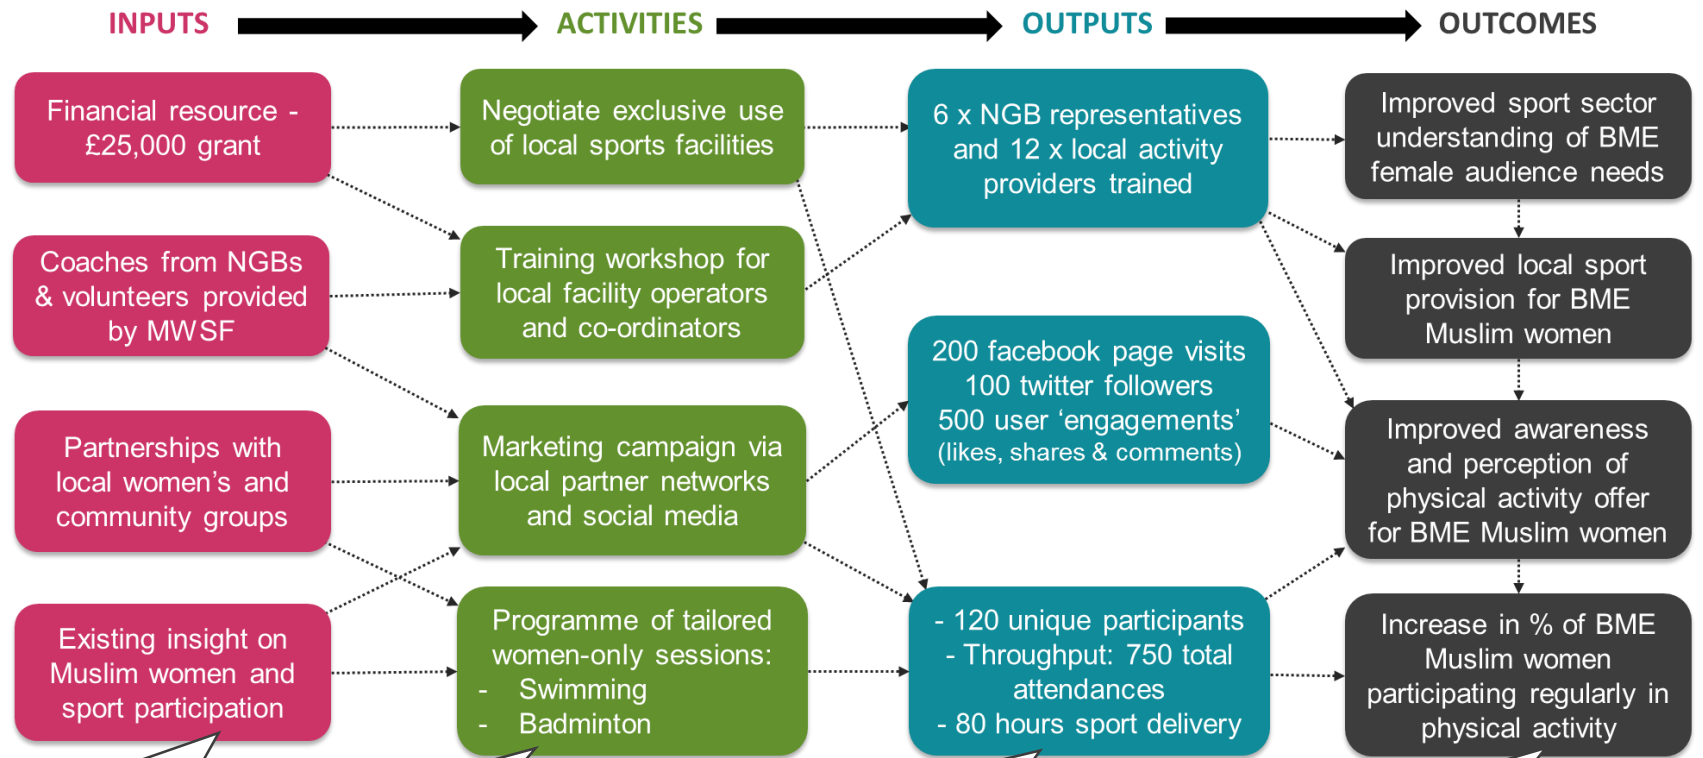 INPUTS
ACTIVITIES
OUTPUTS
OUTCOMES
Financial resource -
£25,000 grant
Coaches from NGBs
& volunteers provided
by MWSF
Partnerships with
local women’s and
community groups
Existing insight on
Muslim women and
sport participation
Negotiate exclusive use
of local sports facilities
Training workshop for
local facility operators
and co-ordinators
Marketing campaign via
local partner networks
and social media
Programme of tailored
women-only sessions:
- Swimming
- Badminton
6 x NGB representatives
and 12 x local activity
providers trained
200 facebook page visits
100 twitter followers
500 user ‘engagements’
(likes, shares & comments)
- 120 unique participants
- Throughput: 750 total
attendances
- 80 hours sport delivery
Improved sport sector
understanding of BME
female audience needs
Improved local sport
provision for BME
Muslim women
Improved awareness
and perception of
physical activity offer
for BME Muslim women
Increase in % of BME
Muslim women
participating regularly in
physical activity